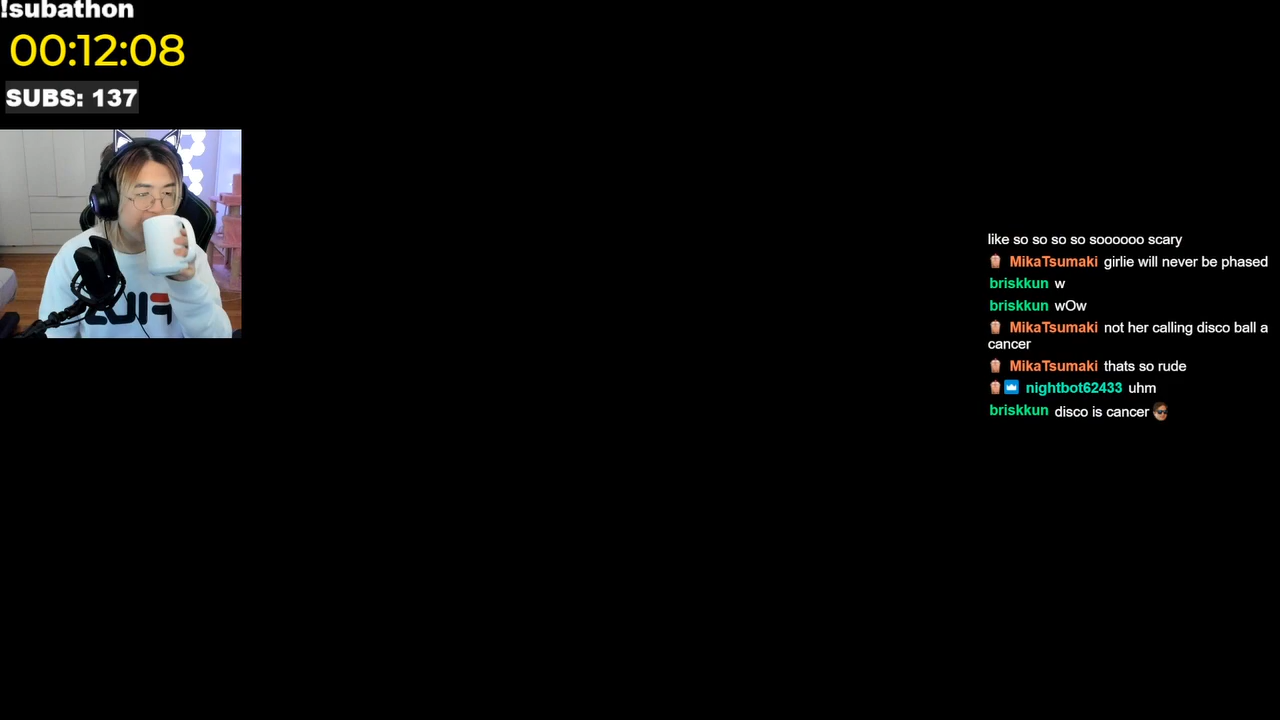 !subathon
00:12:08
SUBS: 137
FILA
like so so so so soooooo scary
MikaTsumaki girlie will never be phased
briskkun w
briskkun wOw
MikaTsumaki not her calling disco ball a
cancer
MikaTsumaki thats so rude
nightbot62433 uhm
briskkun disco is cancer